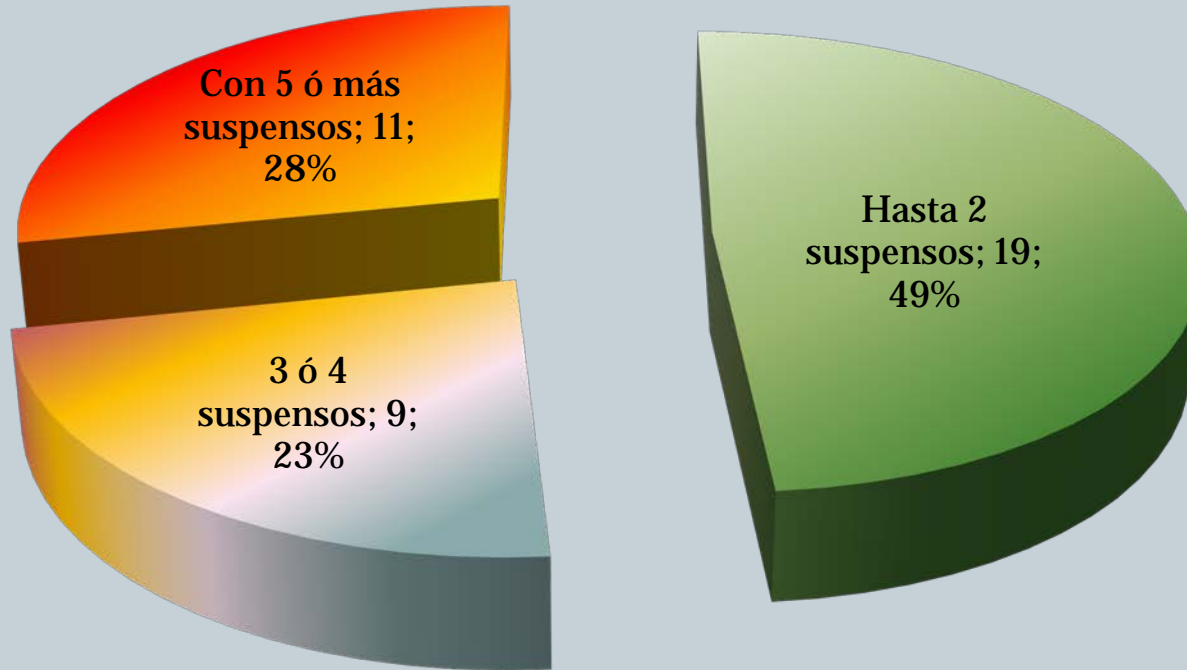 Con 5 ó más
suspensos; 11;
28%
Hasta 2
suspensos; 19;
49%
3 ó 4
suspensos; 9;
23%